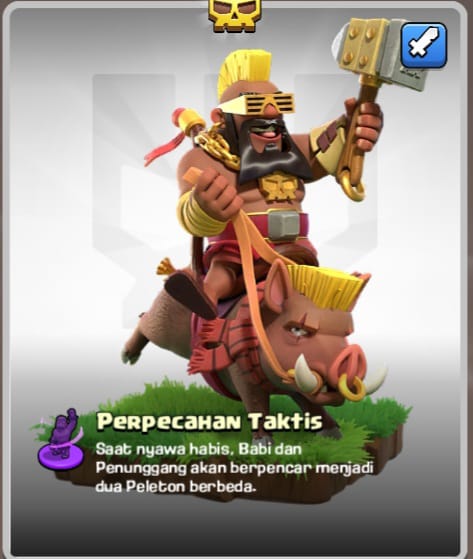 Perpecahan Taktis
Saat nyawa habis, Babi dan
Penunggang akan berpencar menjadi
dua Peleton berbeda.